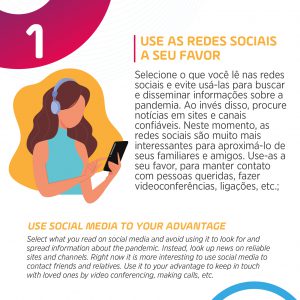 1
USE AS REDES SOCIAIS
A SEU FAVOR
Selecione o que você lê nas redes
sociais e evite usá-las para buscar
e disseminar informações sobre a
pandemia. Ao invés disso, procure
notícias em sites e canais
confiáveis. Neste momento, as
redes sociais são muito mais
interessantes para aproximá-lo de
seus familiares e amigos. Use-as a
seu favor, para manter contato
com pessoas queridas, fazer
videoconferências, ligações, etc.;
USE SOCIAL MEDIA TO YOUR ADVANTAGE
Select what you read on social media and avoid using it to look for and
spread information about the pandemic. Instead, look up news on reliable
sites and channels. Right now it is more interesting to use social media to
contact friends and relatives. Use it to your advantage to keep in touch
with loved ones by video conferencing, making calls, etc.